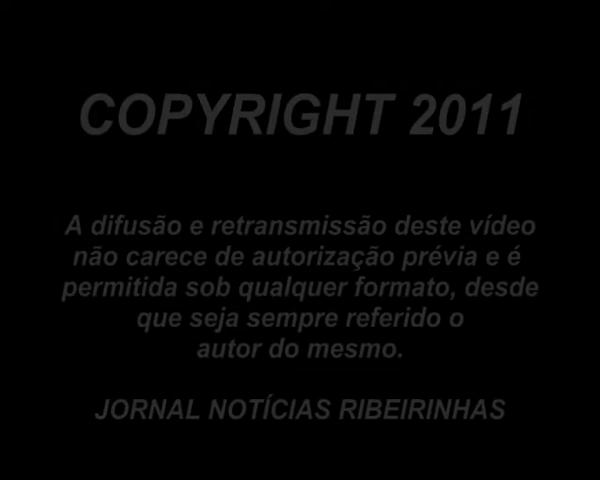 COPYRIGHT 2011
A difusão e retransmissão deste vídeo
não carece de autorização prévia e é
permitida sob qualquer formato, desde
que seja sempre referido o
autor do mesmo.
JORNAL NOTÍCIAS RIBEIRINHAS